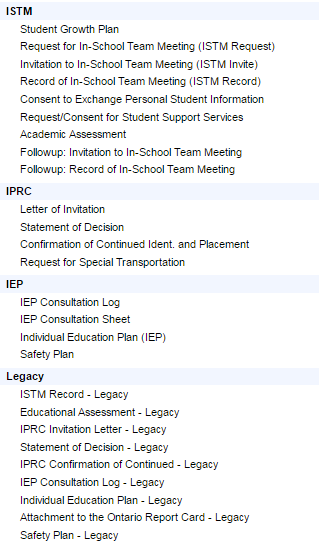 ISTM
Student Growth Plan
Request for In-School Team Meeting (ISTM Request)
Invitation to In-School Team Meeting (ISTM Invite)
Record of In-School Team Meeting (ISTM Record)
Consent to Exchange Personal Student Information
Request/Consent for Student Support Services
Academic Assessment
Followup: Invitation to In-School Team Meeting
Followup: Record of In-School Team Meeting
IPRC
Letter of Invitation
Statement of Decision
Confirmation of Continued Ident. and Placement
Request for Special Transportation
IEP
IEP Consultation Log
IEP Consultation Sheet
Individual Education Plan (IEP)
Safety Plan
Legacy
ISTM Record - Legacy
Educational Assessment - Legacy
IPRC Invitation Letter - Legacy
Statement of Decision - Legacy
IPRC Confirmation of Continued - Legacy
IEP Consultation Log - Legacy
Individual Education Plan - Legacy
Attachment to the Ontario Report Card - Legacy
Safety Plan - Legacy